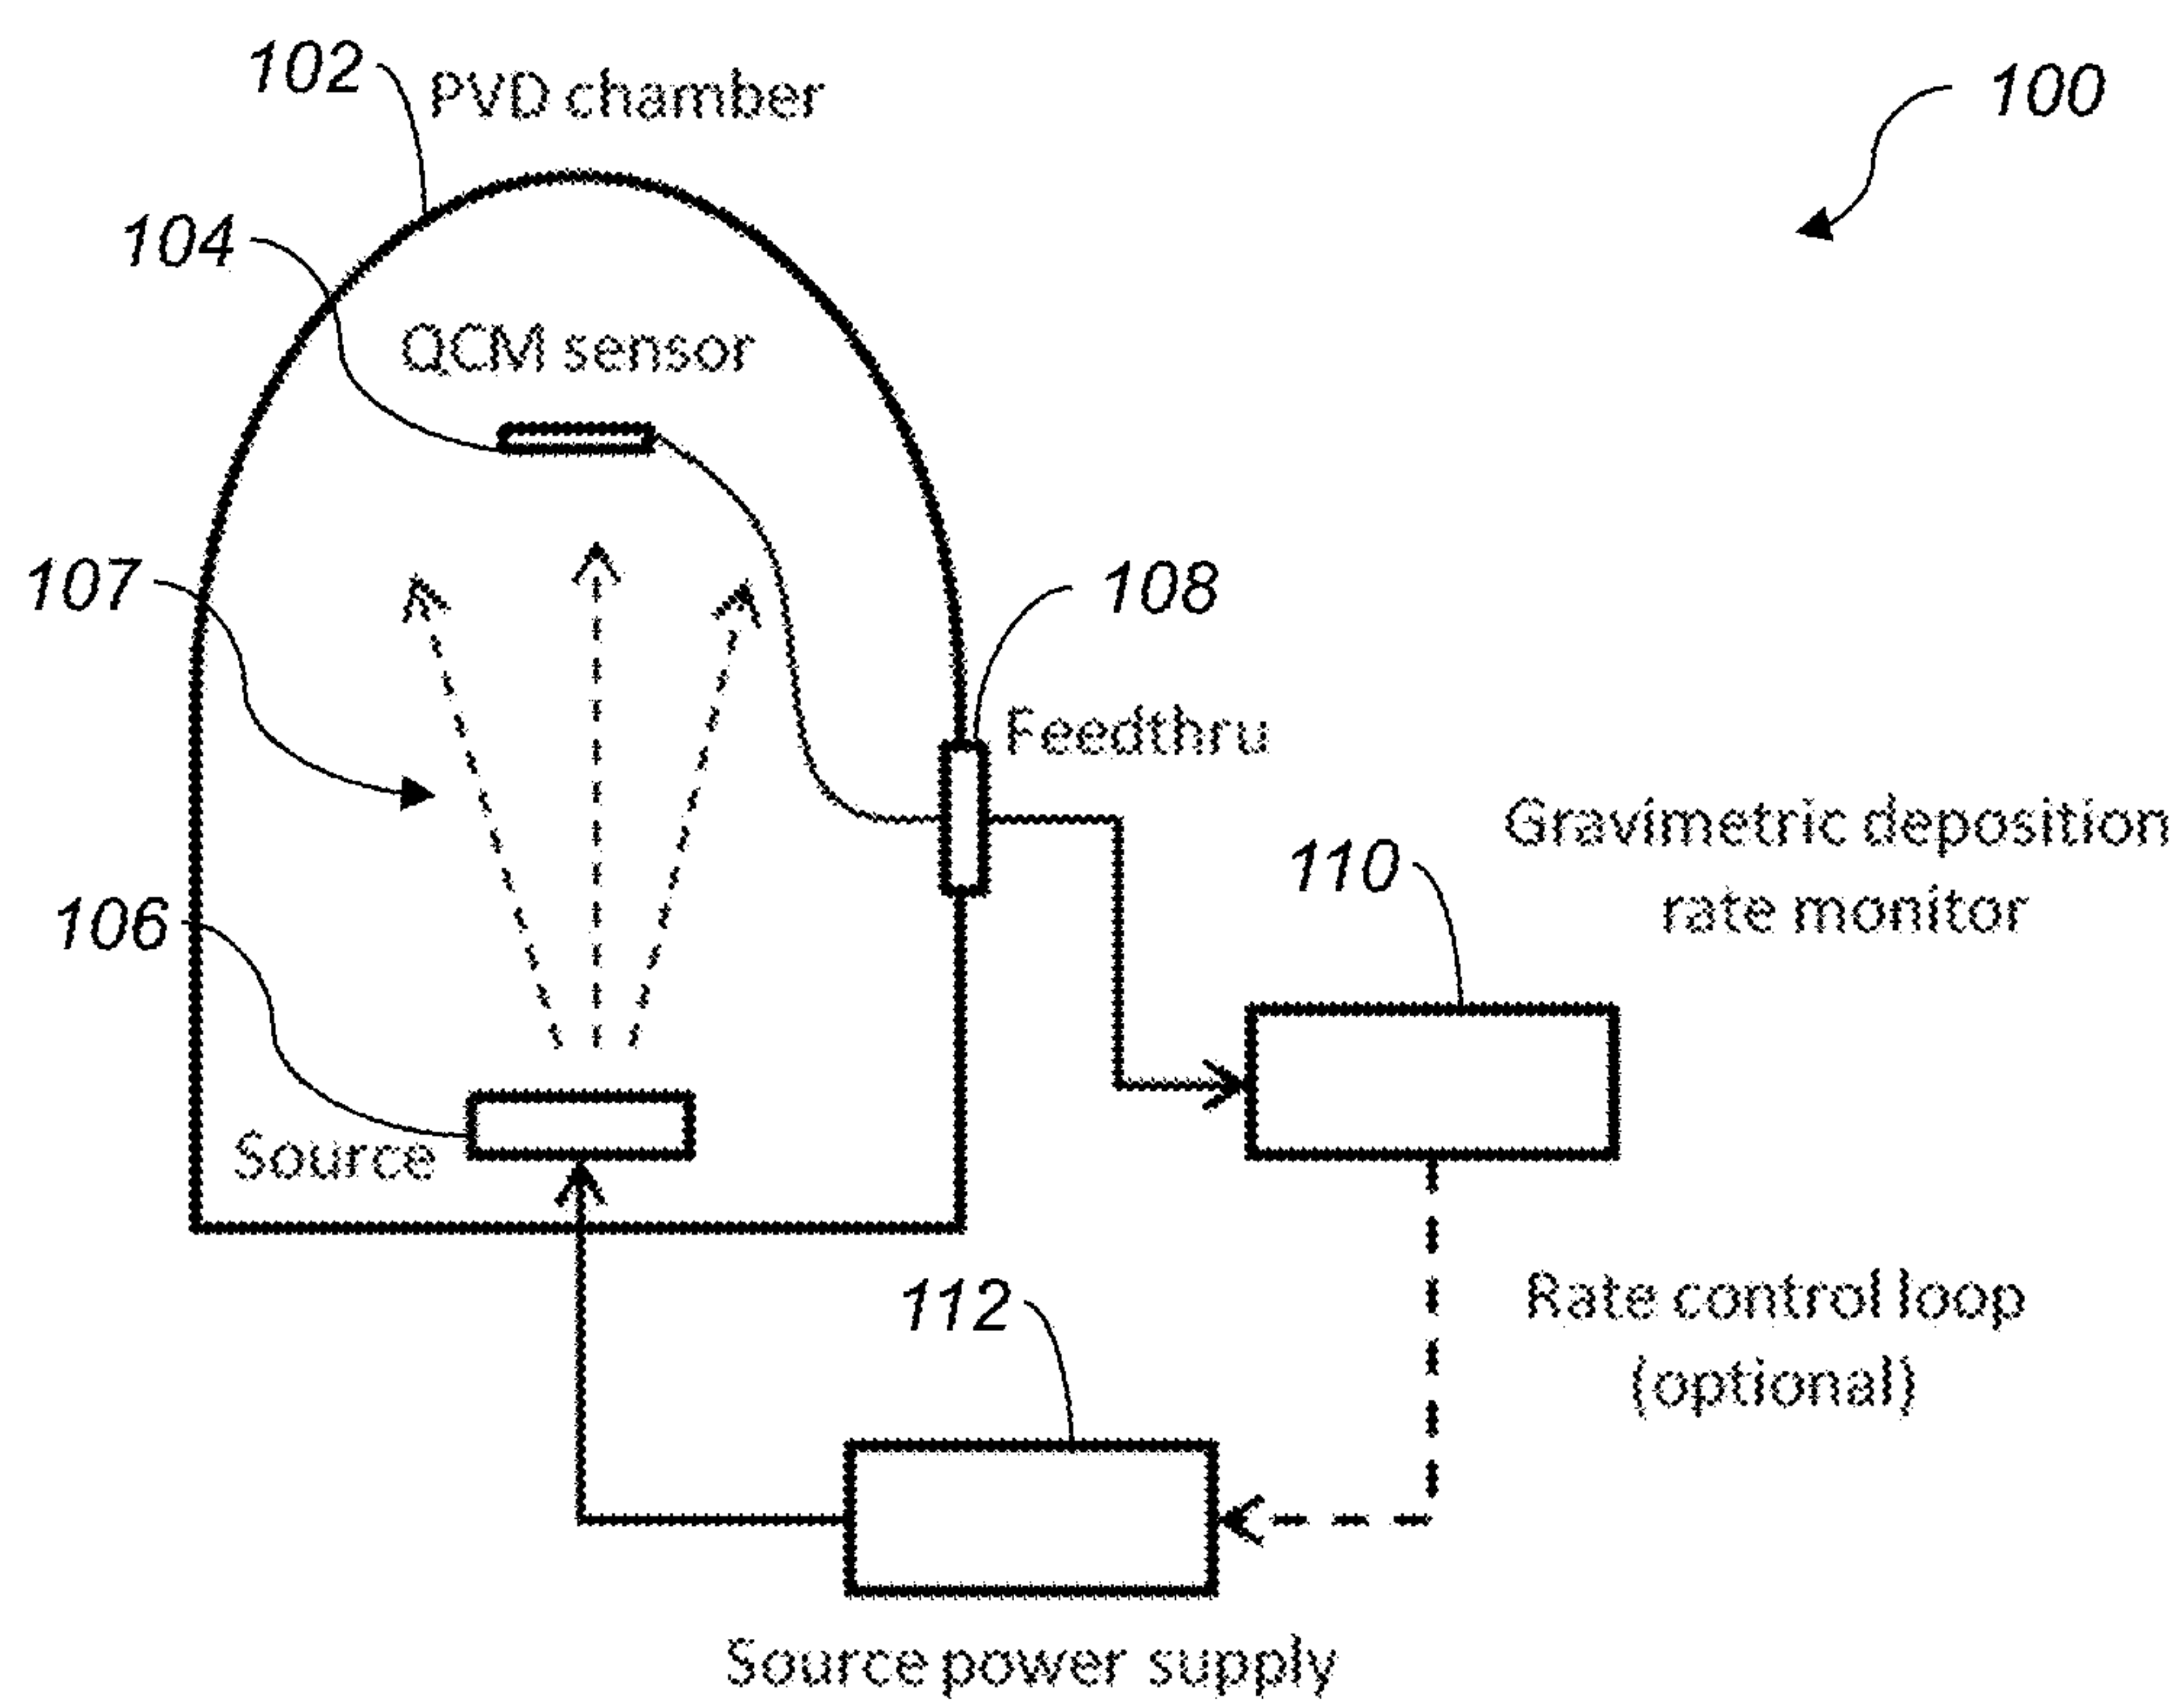 102
PVD chamber
100
104
QCM sensor
107
108
Feedthru
Gravimetric deposition
rate monitor
110
106
Source
Rate control loop
(optional)
112
Source power supply